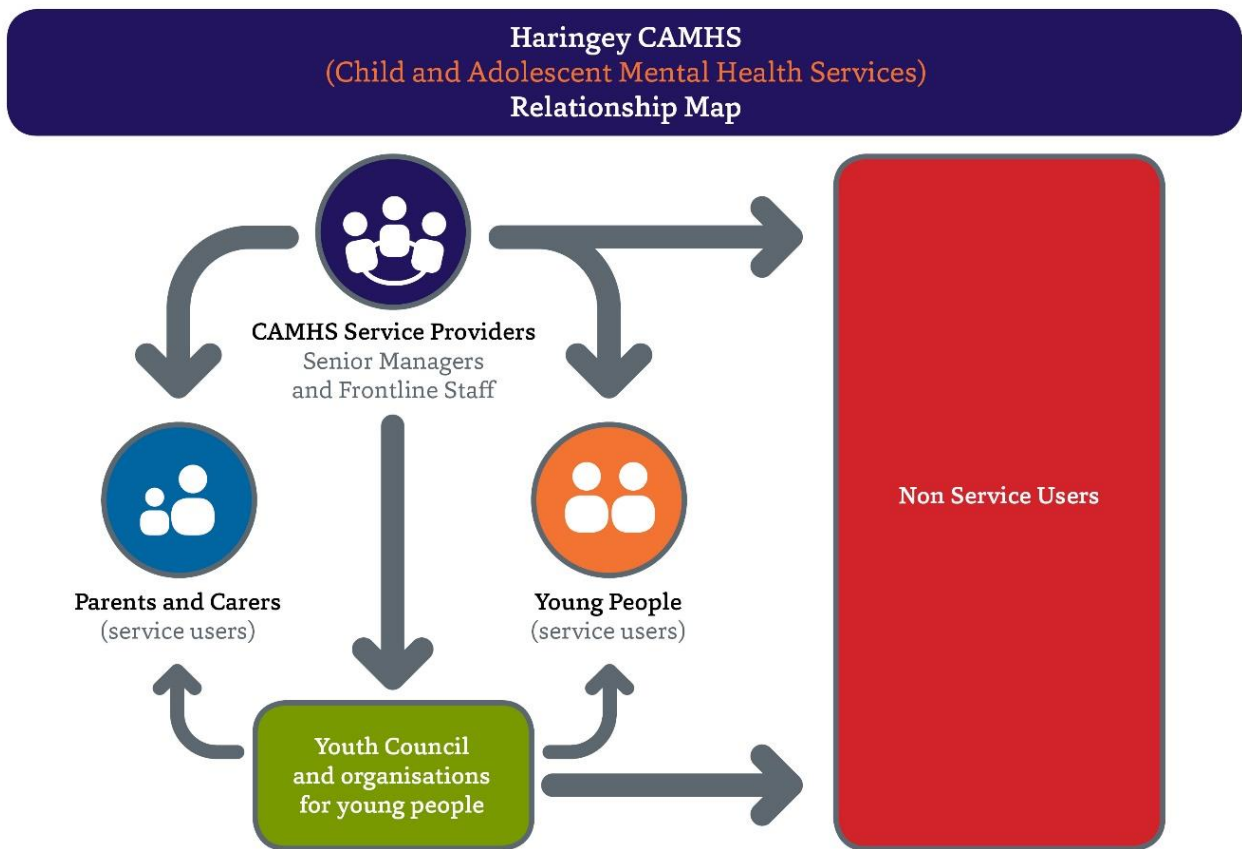 Haringey CAMHS
(Child and Adolescent Mental Health Services)
Relationship Map
CAMHS Service Providers
Senior Managers
and Frontline Staff
Parents and Carers
(service users)
Young People
(service users)
Non Service Users
Youth Council
and organisations
for young people